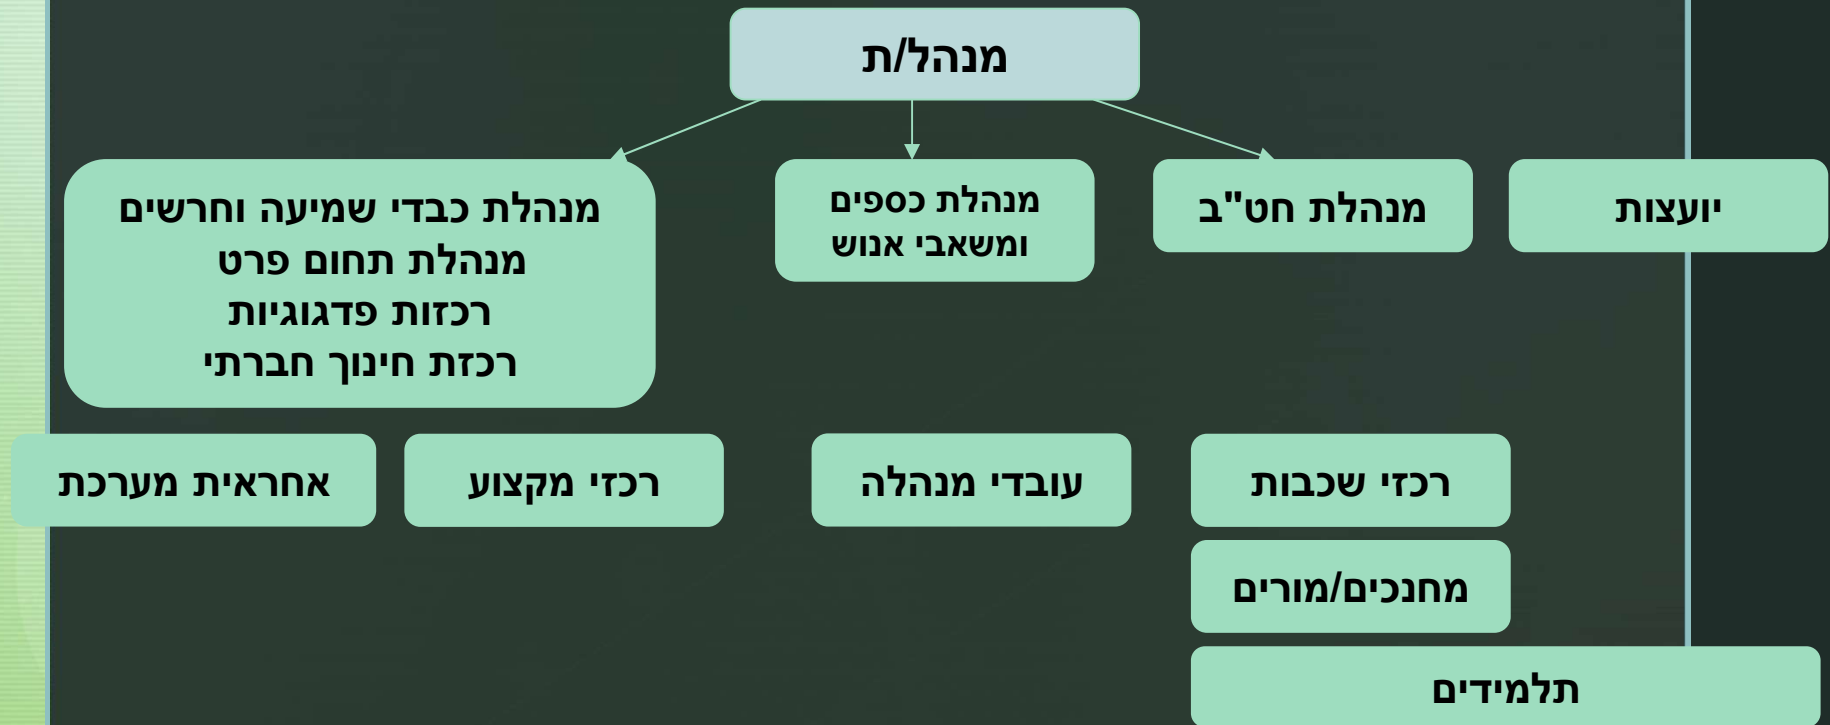 מנהל/ת
יועצות
מנהלת חט"ב
מנהלת כספים
ומשאבי אנוש
מנהלת כבדי שמיעה וחרשים
מנהלת תחום פרט
רכזות פדגוגיות
רכזת חינוך חברתי
רכזי שכבות
עובדי מנהלה
רכזי מקצוע
אחראית מערכת
מחנכים/מורים
תלמידים